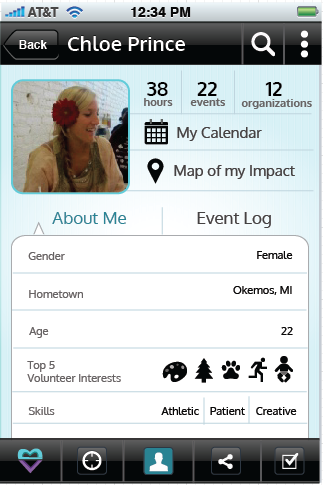 AT&T 12:34 PM
Back Chloe Prince
38 22 12
hours events organizations
My Calendar
Map of my Impact
About Me Event Log
Gender Female
Hometown Okemos, MI
Age 22
Top 5
Volunteer Interests
Skills Athletic Patient Creative